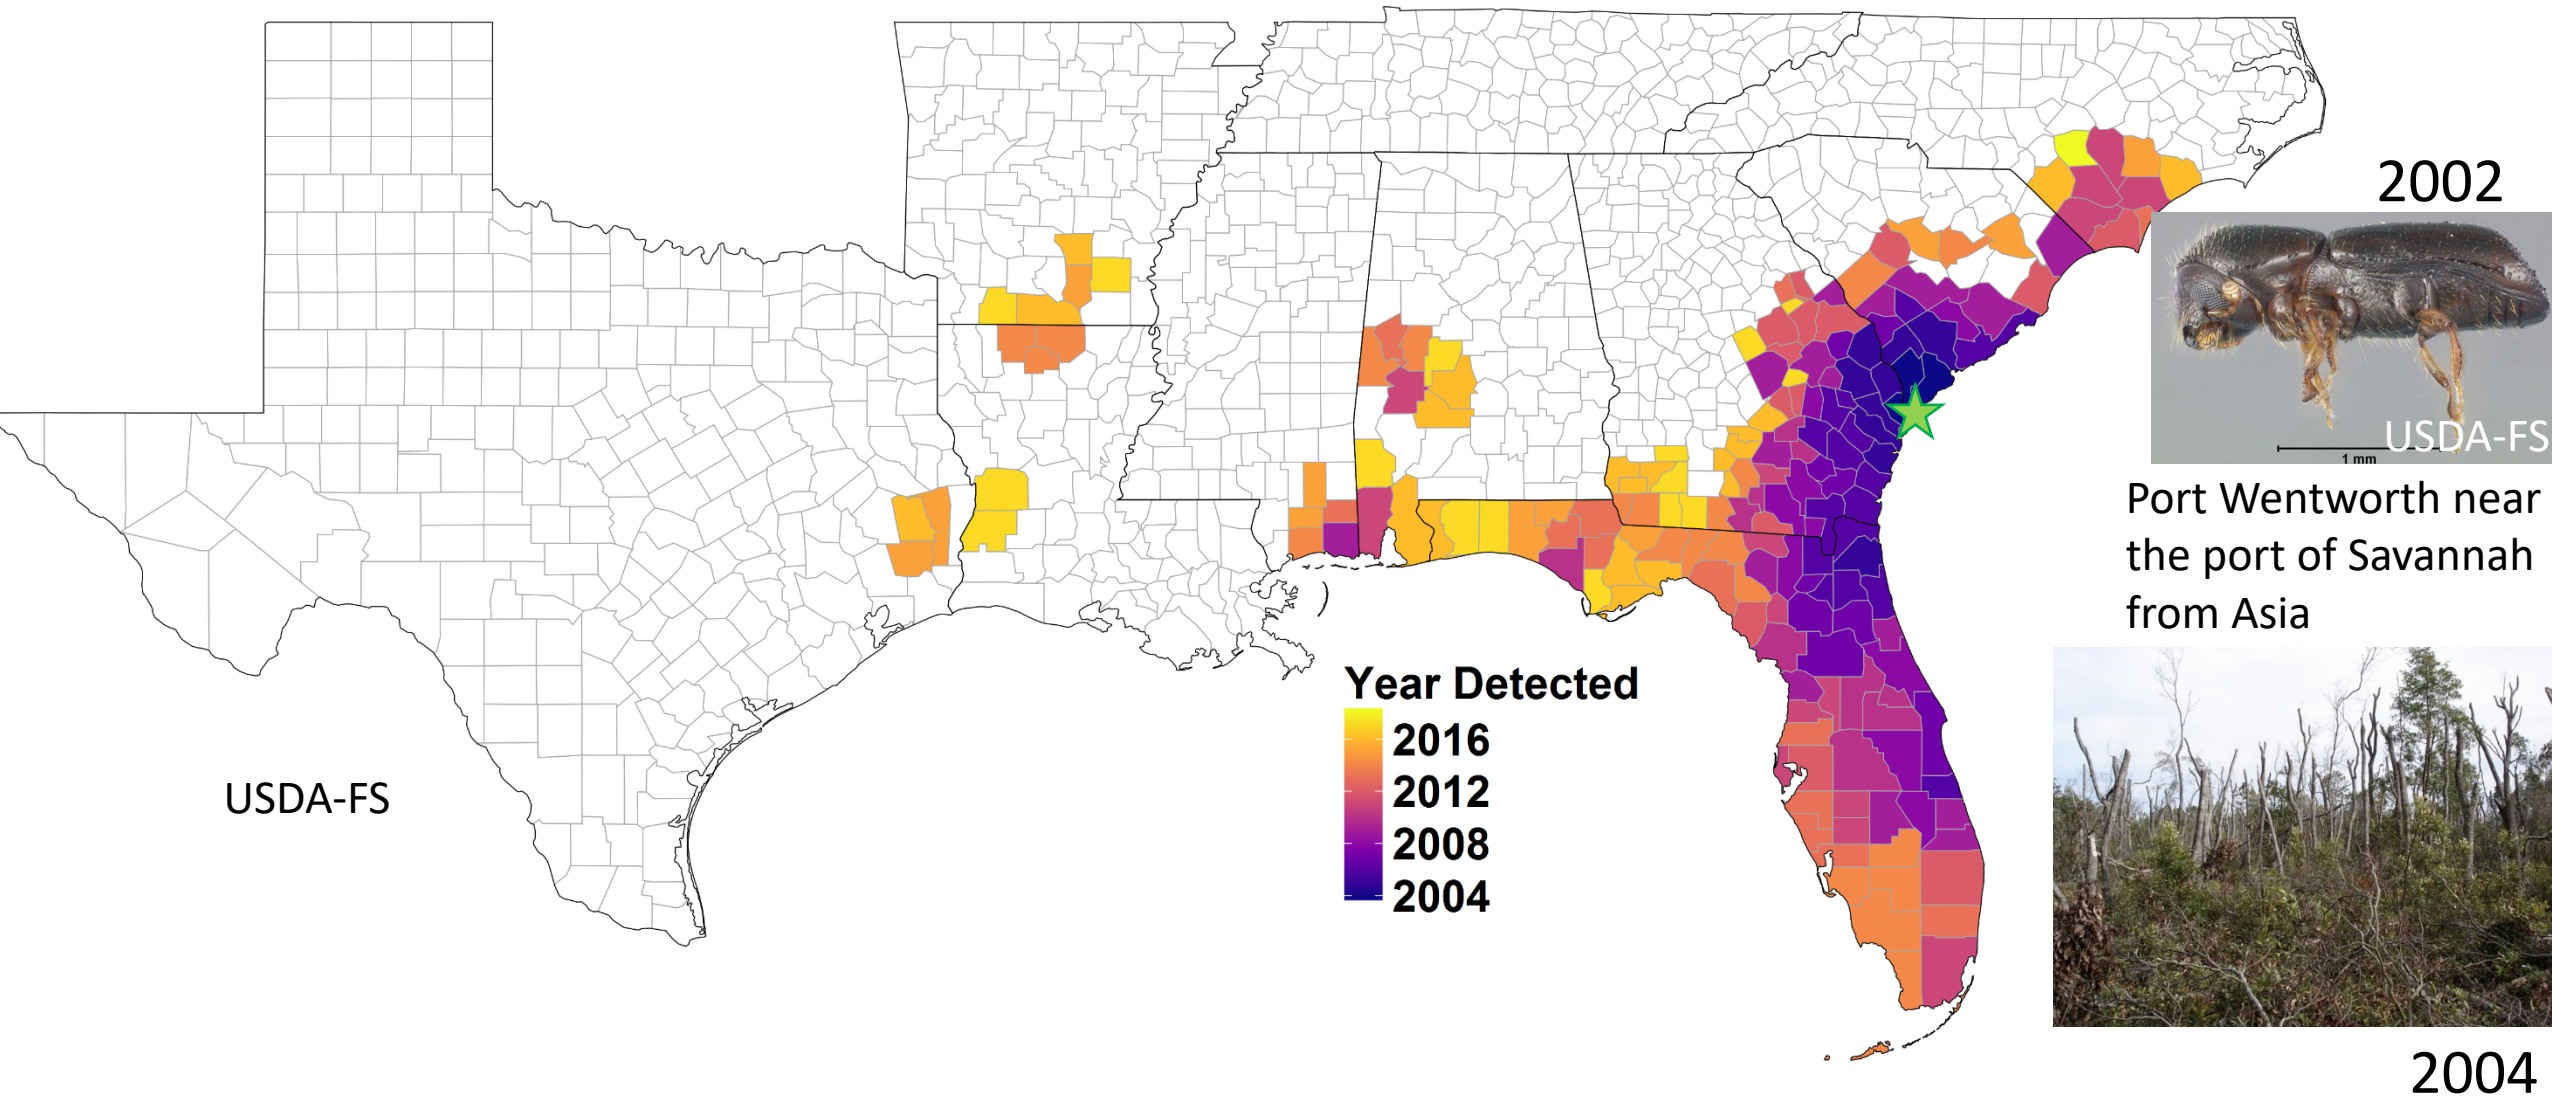 2002
USDA-FS
1 mm
Port Wentworth near
the port of Savannah
from Asia
Year Detected
2016
2012
2008
2004
USDA-FS
2004